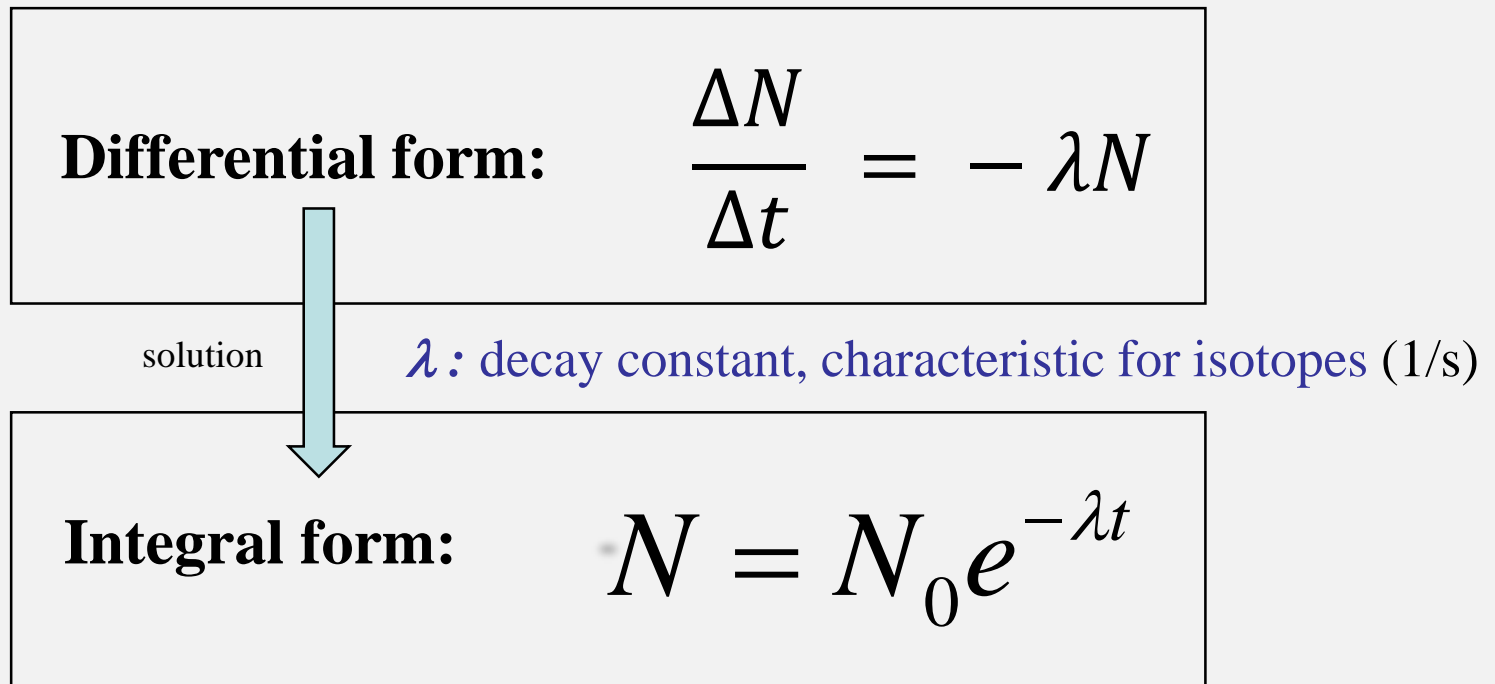 Differential form: ΔN/Δt = − λN
solution
λ : decay constant, characteristic for isotopes (1/s)
Integral form: N = N₀e^{−λt}